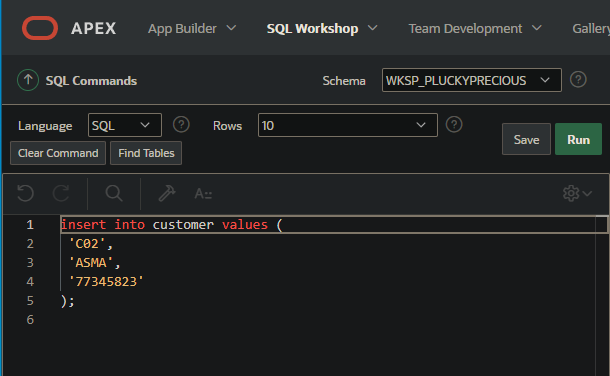 APEX App Builder SQL Workshop Team Development Gallery
SQL Commands Schema WKSP_PLUCKYPRECIOUS ?
Language SQL ? Rows 10 ? Save Run
Clear Command Find Tables
A::
1 insert into customer values (
2 'C02',
3 'ASMA',
4 '77345823'
5 );
6